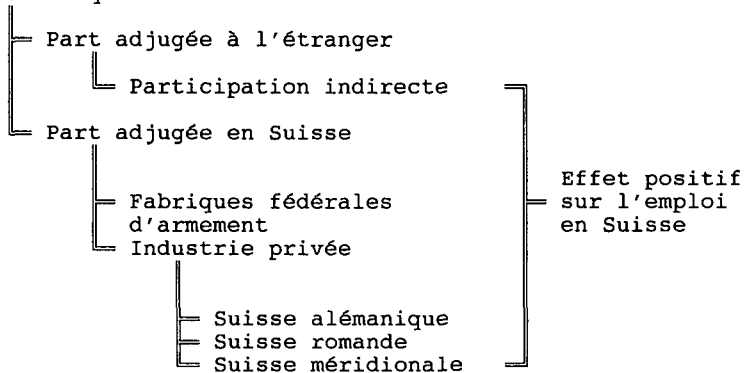 Part adjugée à l'étranger
Participation indirecte
Part adjugée en Suisse
Fabriques fédérales
d'armement
Industrie privée
Effet positif
sur l'emploi
en Suisse
Suisse alémanique
Suisse romande
Suisse méridionale